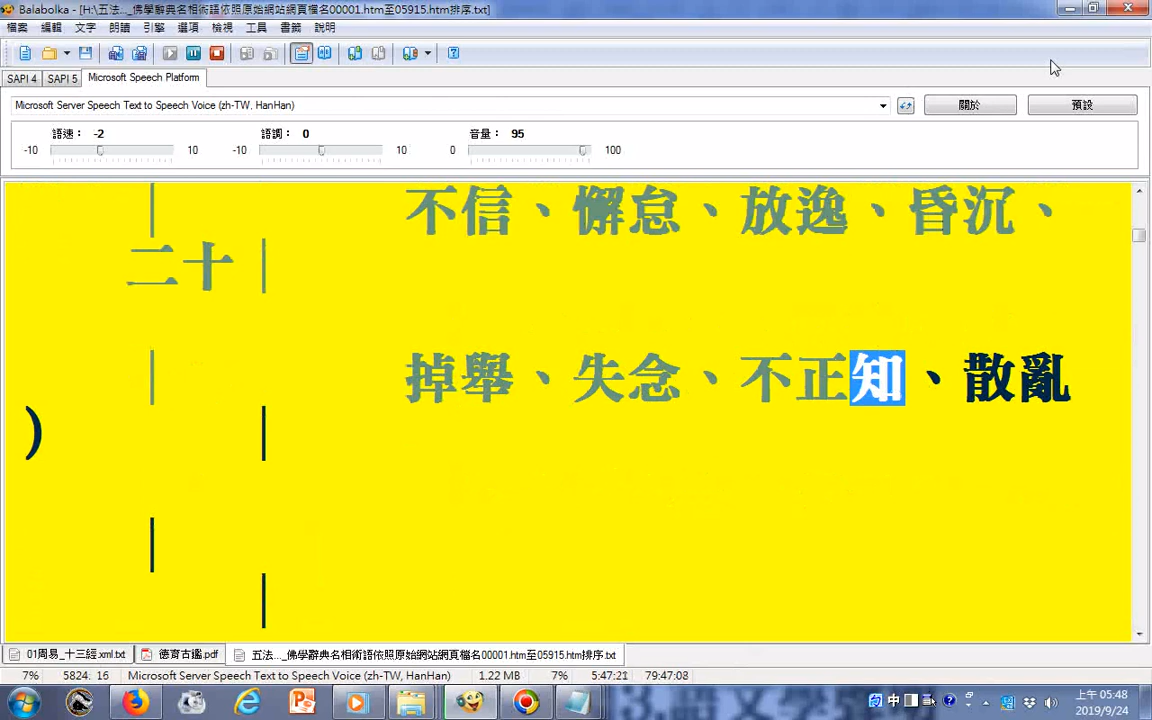 Balabolka - [H:\五法..._佛學辭典名相術語依照原始網站網頁檔名00001.htm至05915.htm排序.txt]
檔案 編輯 文字 朗讀 引擎 選項 檢視 工具 書籤 說明
SAPI 4 SAPI 5 Microsoft Speech Platform
Microsoft Server Speech Text to Speech Voice (zh-TW, HanHan) 關於 預設
語速： -2 語調： 0 音量： 95
-10 10 -10 10 0 100
｜ 不信、懈怠、放逸、昏沉、
二十｜
｜ 掉舉、失念、不正知、散亂
) ｜
｜
｜
01周易_十三經.xml.txt 德育古鑑.pdf 五法..._佛學辭典名相術語依照原始網站網頁檔名00001.htm至05915.htm排序.txt
7% 5824: 16 Microsoft Server Speech Text to Speech Voice (zh-TW, HanHan) 1.22 MB 7% 5:47:21 79:47:08
中
上午 05:48
2019/9/24